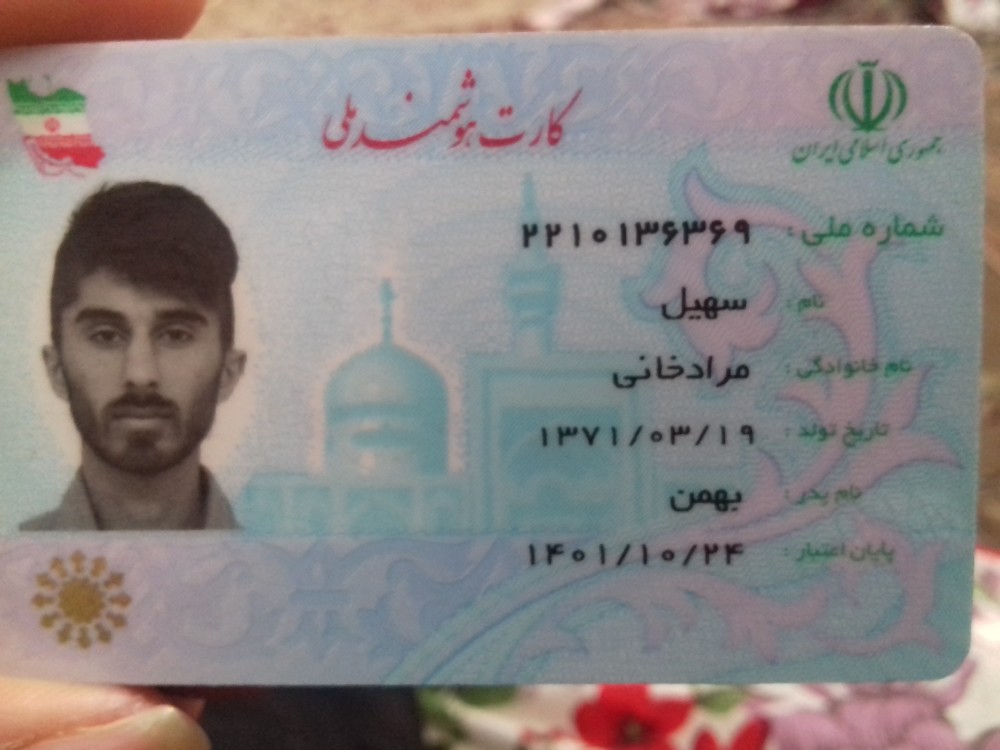 کارت هوشمند ملی
جمهوری اسلامی ایران
شماره ملی : ۲۲۱۰۱۳۶۳۶۹
نام : سهیل
نام خانوادگی : مرادخانی
تاریخ تولد : ۱۳۷۱/۰۳/۱۹
نام پدر : بهمن
پایان اعتبار : ۱۴۰۱/۱۰/۲۴